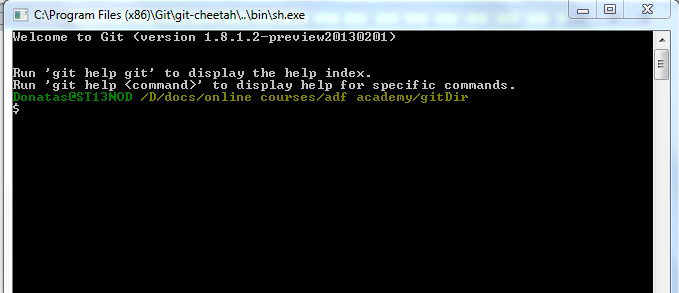 C:\Program Files (x86)\Git\git-cheetah\..\bin\sh.exe
Welcome to Git (version 1.8.1.2-preview20130201)
Run 'git help git' to display the help index.
Run 'git help <command>' to display help for specific commands.
Donatas@ST13NOD /D/docs/online courses/adf academy/gitDir
$